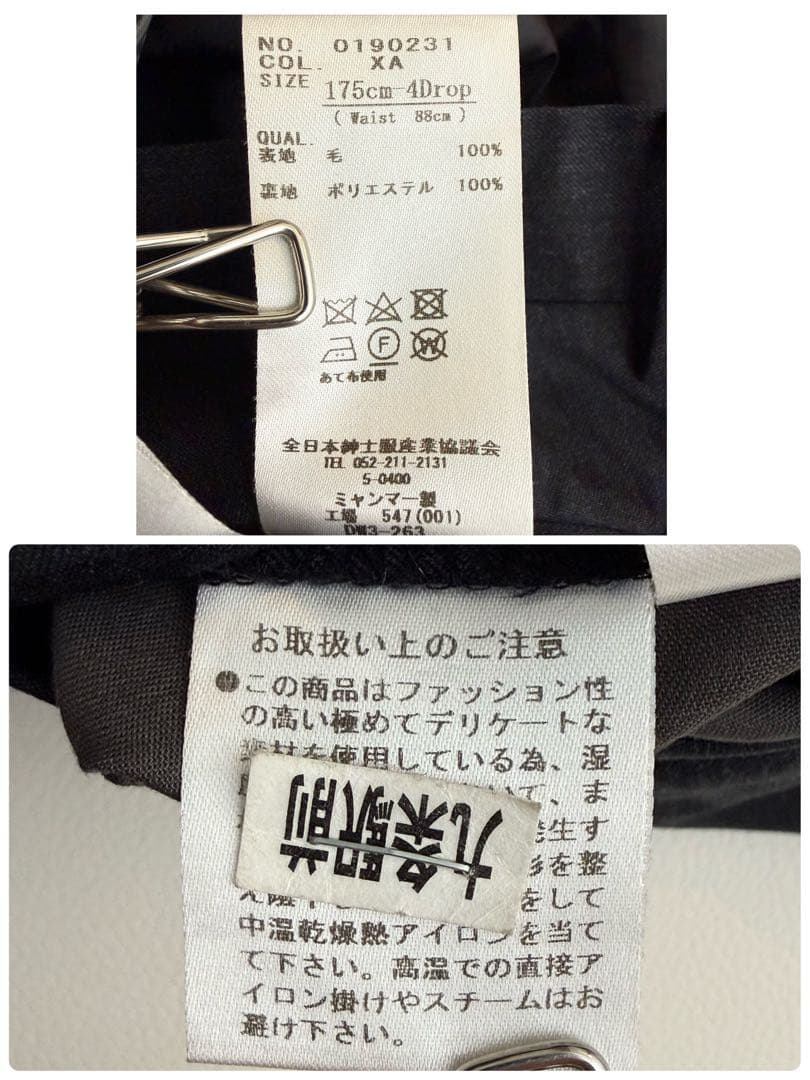 NO. 0190231
COL. XA
SIZE 175cm-4Drop
( Waist 88cm )
QUAL.
表地 毛 100%
裏地 ポリエステル 100%
F
W
あて布使用
全日本紳士服産業協議会
TEL 052-211-2131
5-0400
ミャンマー製
工場 547(001)
DW3-263
お取扱い上のご注意
●この商品はファッション性
の高い極めてデリケートな
素材を使用している為、湿
いて、ま
発生す
形を整
をして
中温乾燥熱アイロンを当て
て下さい。高温での直接ア
イロン掛けやスチームはお
避け下さい。
駅前